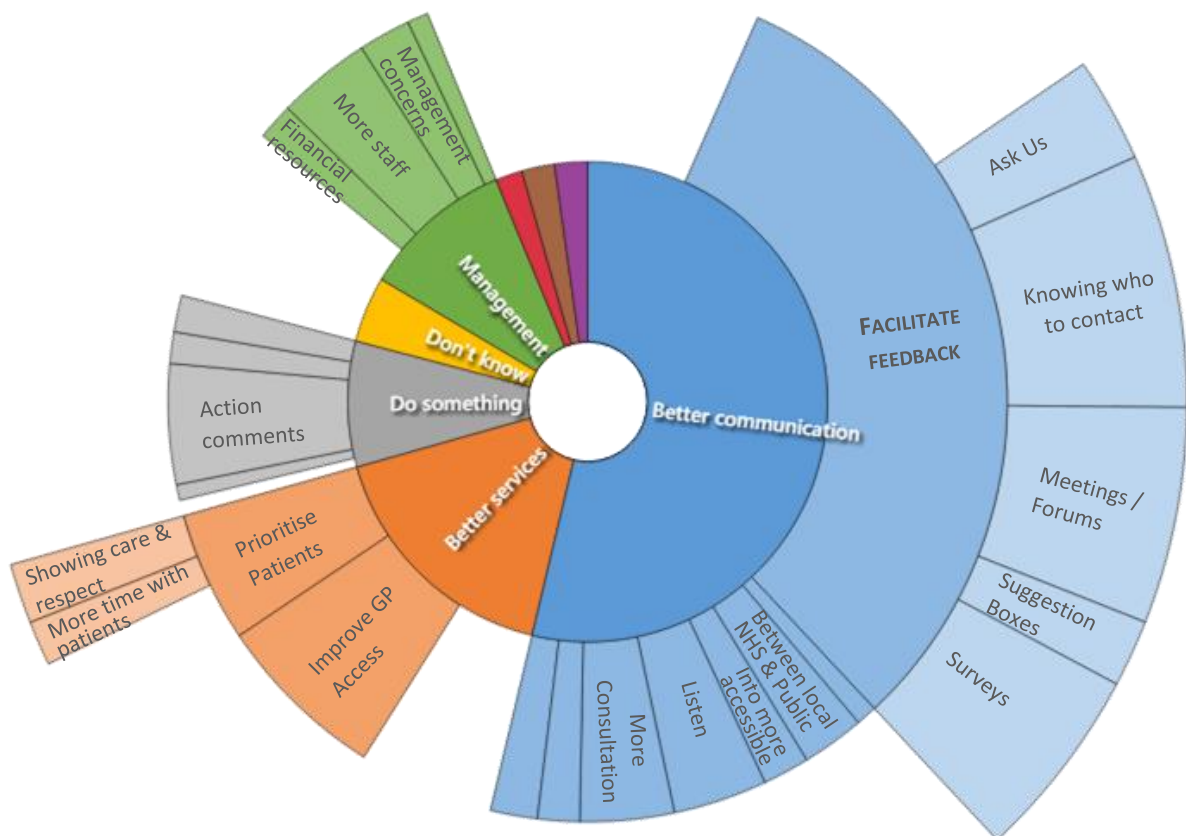 Management
concerns
More staff
Financial
resources
Ask Us
Knowing who
to contact
FACILITATE
FEEDBACK
Management
Don't know
Do something
Better communication
Better services
Action
comments
Meetings /
Forums
Suggestion
Boxes
Surveys
Prioritise
Patients
Improve GP
Access
Showing care &
respect
More time with
patients
Between local
NHS & Public
Into more
accessible
Listen
More
Consultation